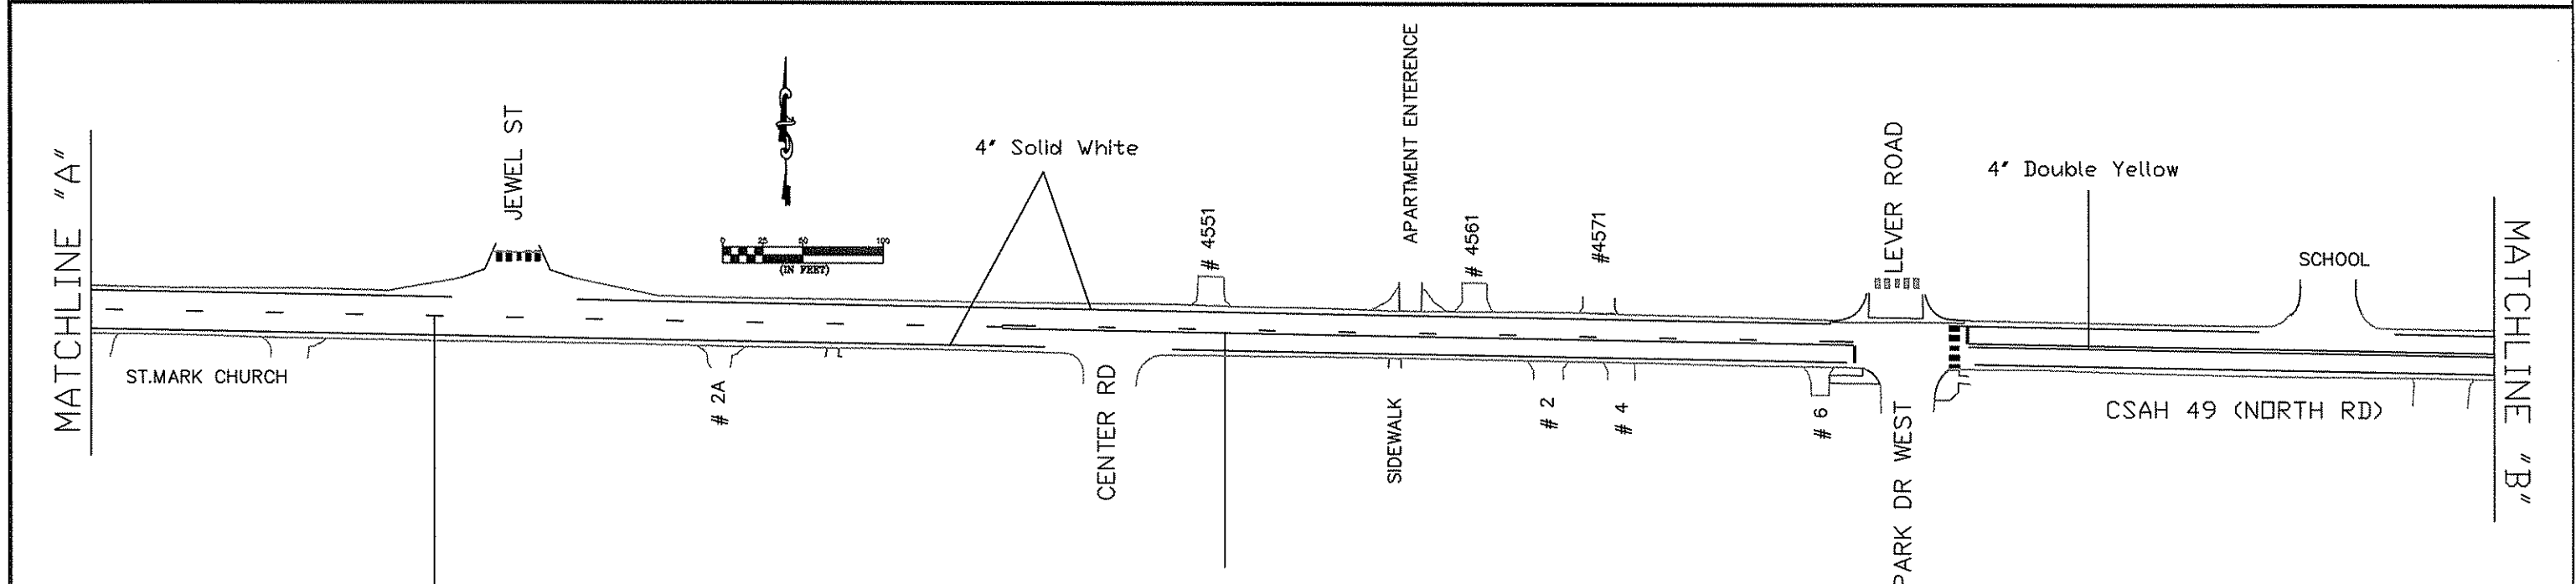 MATCHLINE "A"
JEWEL ST
ST.MARK CHURCH
0 25 50 100
(IN FEET)
# 2A
4" Solid White
CENTER RD
# 4551
APARTMENT ENTERENCE
SIDEWALK
# 4561
#4571
# 2
# 4
# 6
LEVER ROAD
PARK DR WEST
4" Double Yellow
SCHOOL
CSAH 49 (NORTH RD)
MATCHLINE "B"